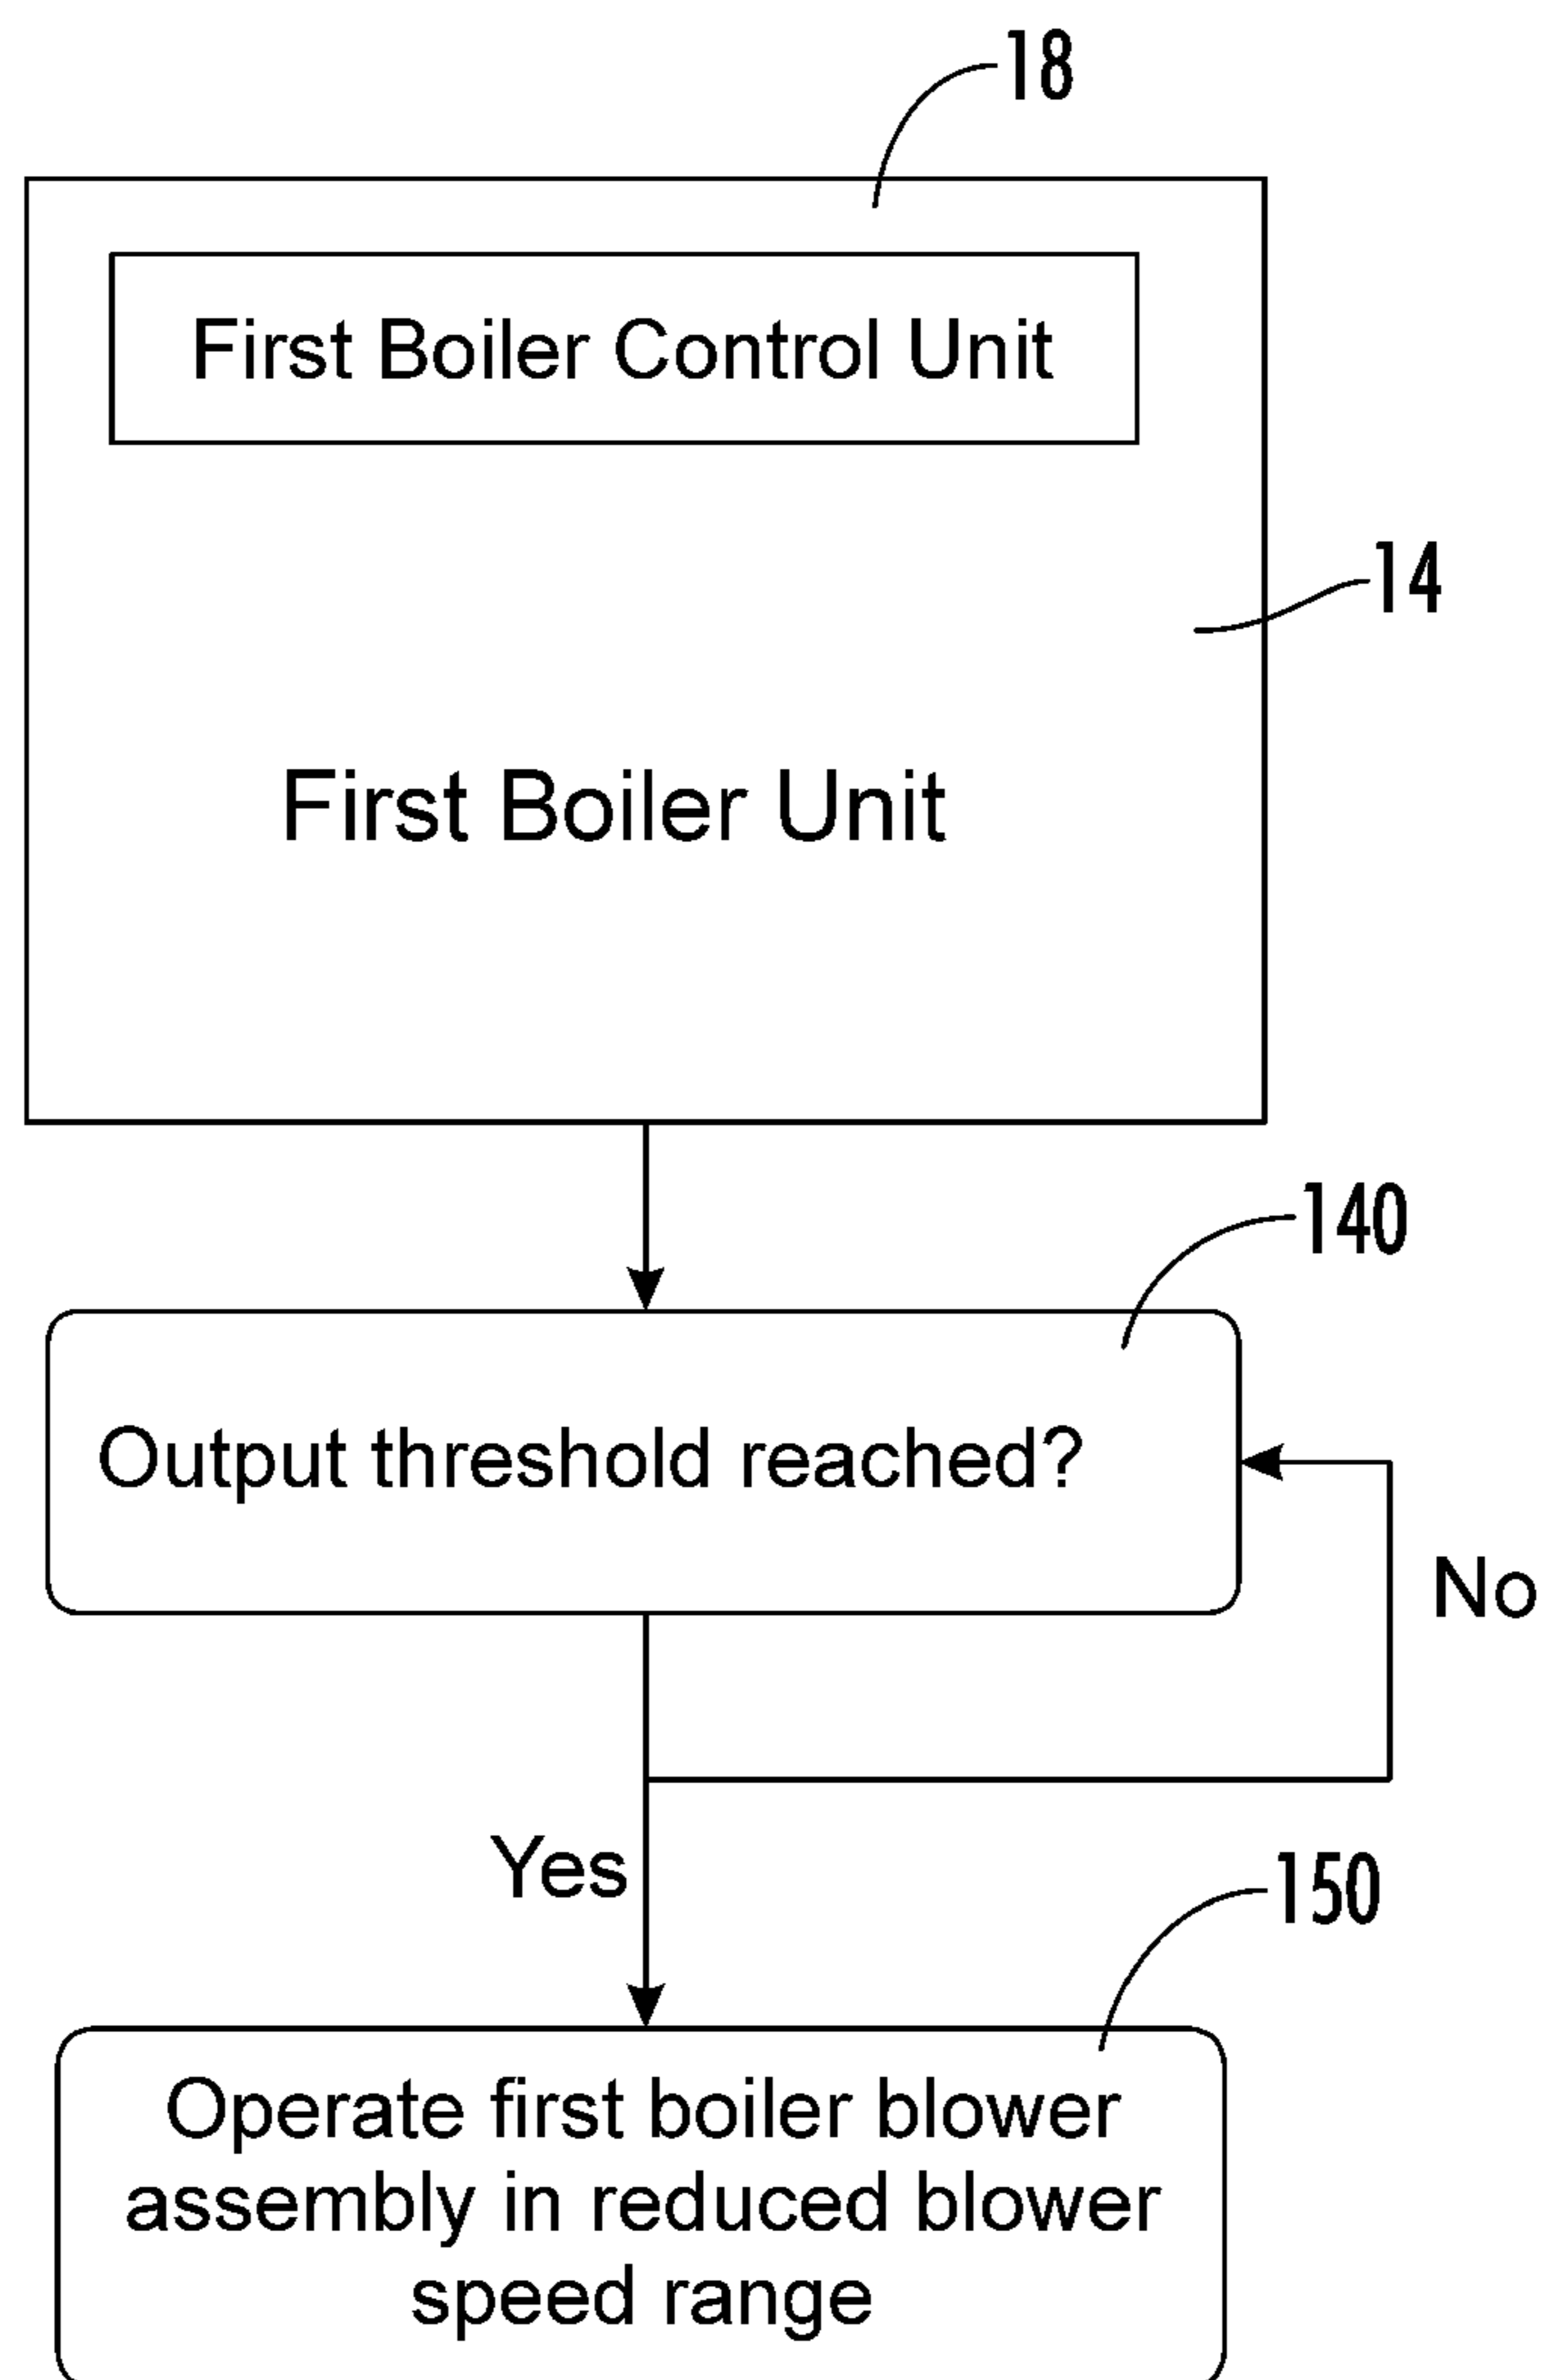 18
First Boiler Control Unit
14
First Boiler Unit
140
Output threshold reached?
No
Yes
150
Operate first boiler blower
assembly in reduced blower
speed range